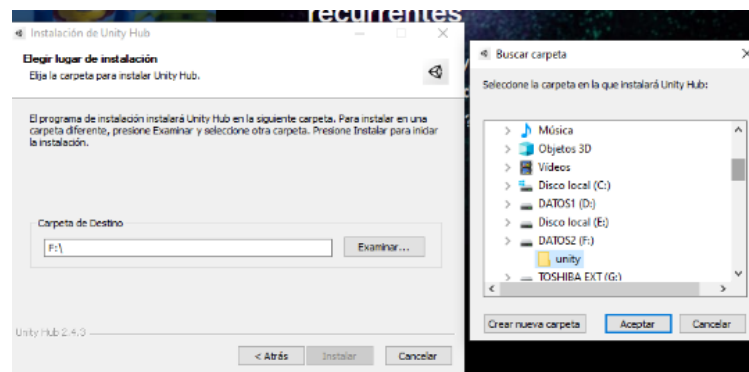 recurrentes
Instalación de Unity Hub
Elegir lugar de instalación
Elija la carpeta para instalar Unity Hub.
El programa de instalación instalará Unity Hub en la siguiente carpeta. Para instalar en una
carpeta diferente, presione Examinar y seleccione otra carpeta. Presione Instalar para iniciar
la instalación.
Carpeta de Destino
F:\
Examinar...
Unity Hub 2.4.3
< Atrás
Instalar
Cancelar
Buscar carpeta
Seleccione la carpeta en la que instalará Unity Hub:
Música
Objetos 3D
Vídeos
Disco local (C:)
DATOS1 (D:)
Disco local (E:)
DATOS2 (F:)
unity
TOSHIBA EXT (G:)
Crear nueva carpeta
Aceptar
Cancelar